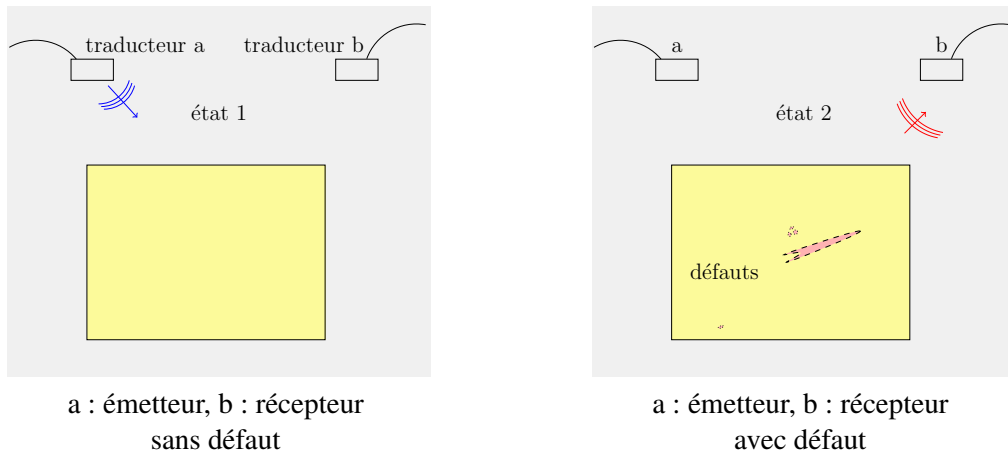 traducteur a
traducteur b
état 1
a : émetteur, b : récepteur
sans défaut
a
b
état 2
défauts
a : émetteur, b : récepteur
avec défaut